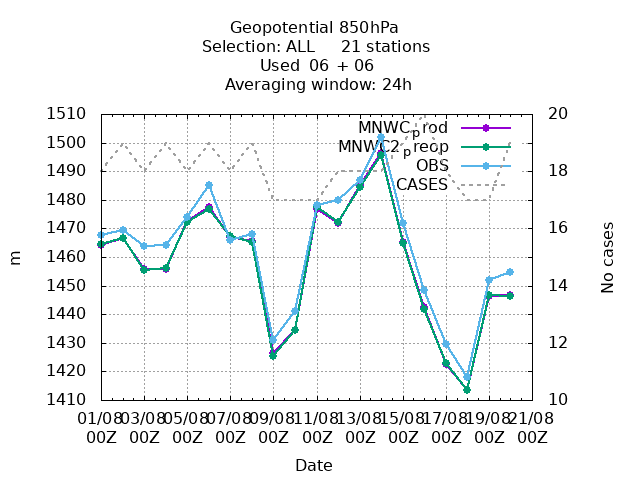 Geopotential 850hPa
Selection: ALL 21 stations
Used 06 + 06
Averaging window: 24h
1510
1500
1490
1480
1470
1460
1450
1440
1430
1420
1410
m
20
18
16
14
12
10
No cases
MNWC_prod
MNWC2_preop
OBS
CASES
01/08 03/08 05/08 07/08 09/08 11/08 13/08 15/08 17/08 19/08 21/08
00Z 00Z 00Z 00Z 00Z 00Z 00Z 00Z 00Z 00Z 00Z
Date